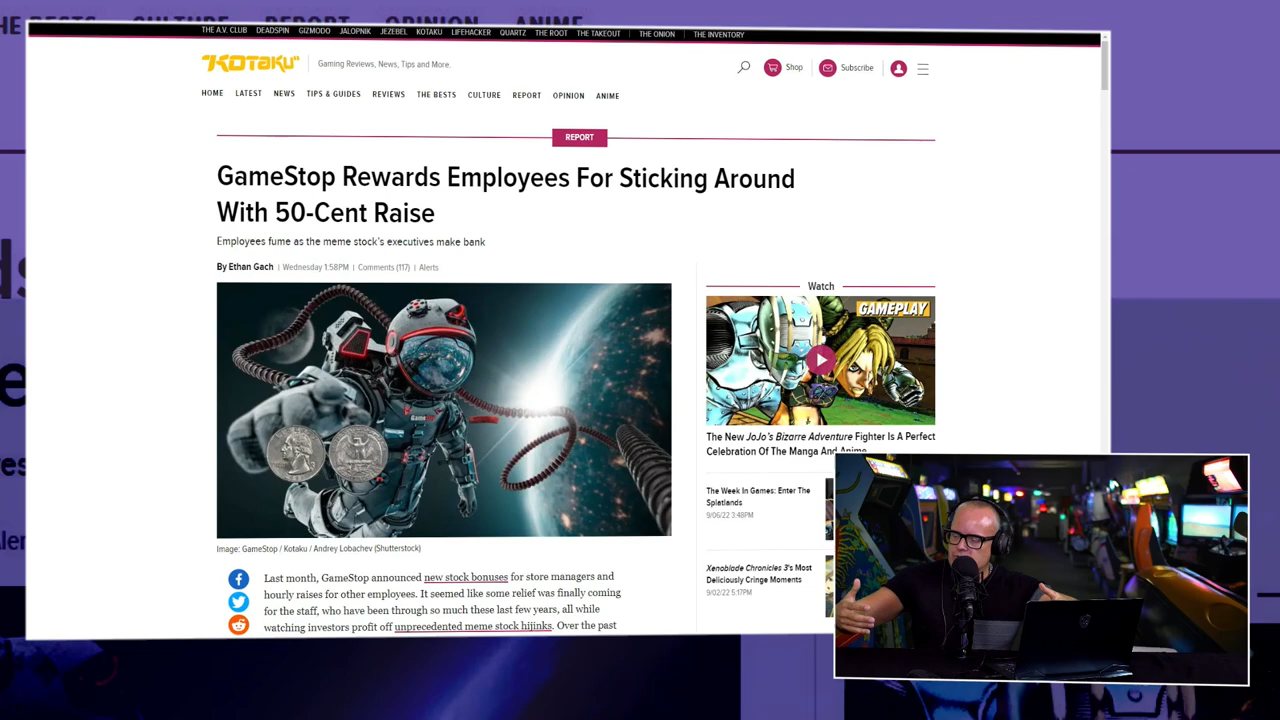 THE A.V. CLUB DEADSPIN GIZMODO JALOPNIK JEZEBEL KOTAKU LIFEHACKER QUARTZ THE ROOT THE TAKEOUT THE ONION THE INVENTORY
KOTAKU Gaming Reviews, News, Tips and More. Shop Subscribe
HOME LATEST NEWS TIPS & GUIDES REVIEWS THE BESTS CULTURE REPORT OPINION ANIME
REPORT
GameStop Rewards Employees For Sticking Around
With 50-Cent Raise
Employees fume as the meme stock's executives make bank
By Ethan Gach | Wednesday 1:58PM | Comments (117) | Alerts
Watch
GAMEPLAY
The New JoJo's Bizarre Adventure Fighter Is A Perfect
Celebration Of The Manga And Anime
The Week In Games: Enter The
Splatlands
9/06/22 3:48PM
Xenoblade Chronicles 3's Most
Deliciously Cringe Moments
9/02/22 5:17PM
Image: GameStop / Kotaku / Andrey Lobachev (Shutterstock)
Last month, GameStop announced new stock bonuses for store managers and
hourly raises for other employees. It seemed like some relief was finally coming
for the staff, who have been through so much these last few years, all while
watching investors profit off unprecedented meme stock hijinks. Over the past